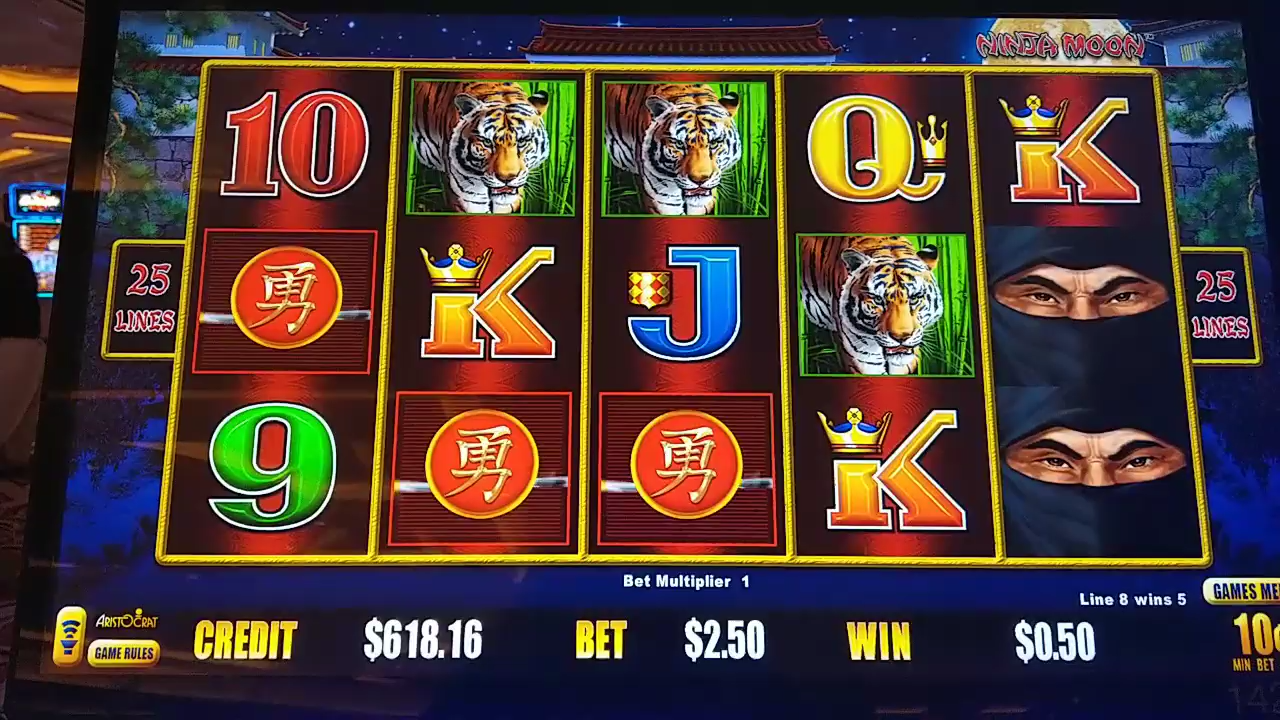 NINJA MOON™
10
Q
K
25
LINES
勇
K
J
25
LINES
9
勇
勇
K
Bet Multiplier 1
Line 8 wins 5
GAMES ME
ARISTOCRAT
GAME RULES
CREDIT
$618.16
BET
$2.50
WIN
$0.50
10¢
MIN BET